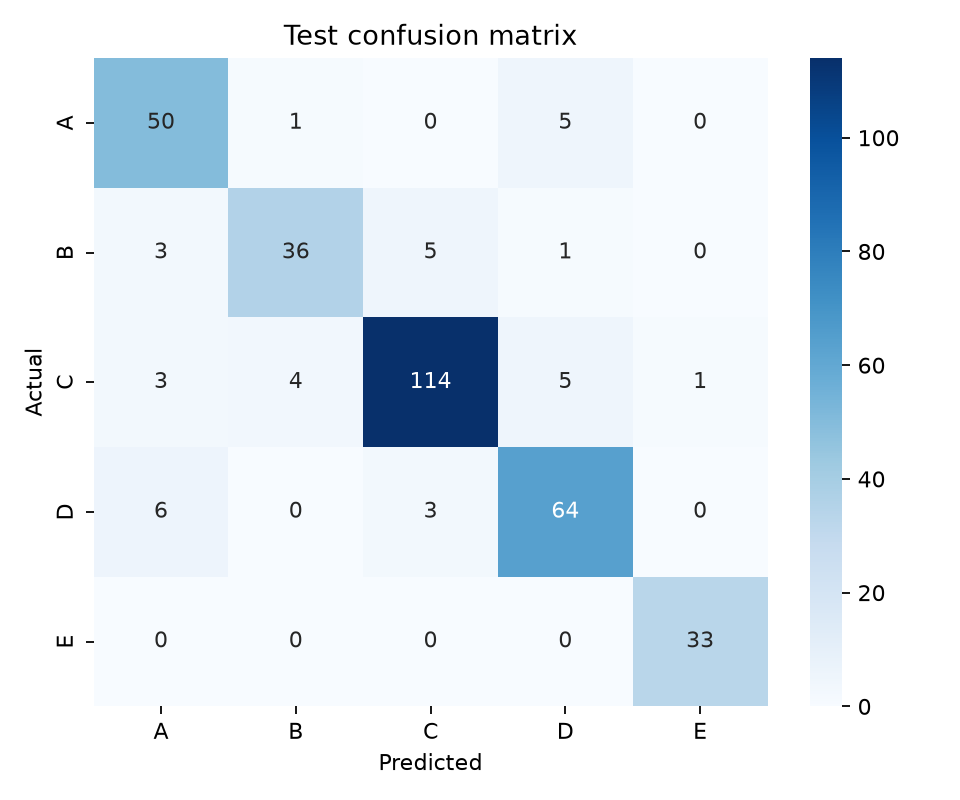 Test confusion matrix
Actual
A 50 1 0 5 0
B 3 36 5 1 0
C 3 4 114 5 1
D 6 0 3 64 0
E 0 0 0 0 33
A B C D E
Predicted
100
80
60
40
20
0